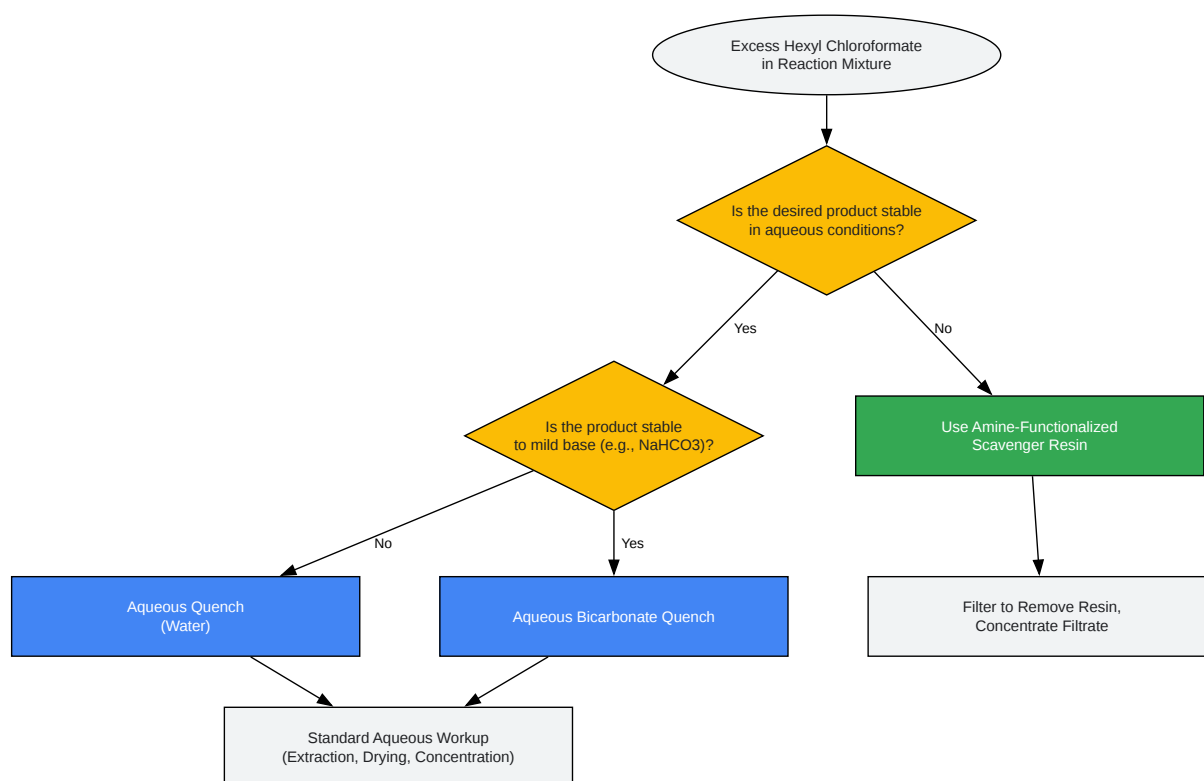 Excess Hexyl Chloroformate
in Reaction Mixture
Is the desired product stable
in aqueous conditions?
Yes
No
Is the product stable
to mild base (e.g., NaHCO3)?
Use Amine-Functionalized
Scavenger Resin
No
Yes
Aqueous Quench
(Water)
Aqueous Bicarbonate Quench
Filter to Remove Resin,
Concentrate Filtrate
Standard Aqueous Workup
(Extraction, Drying, Concentration)